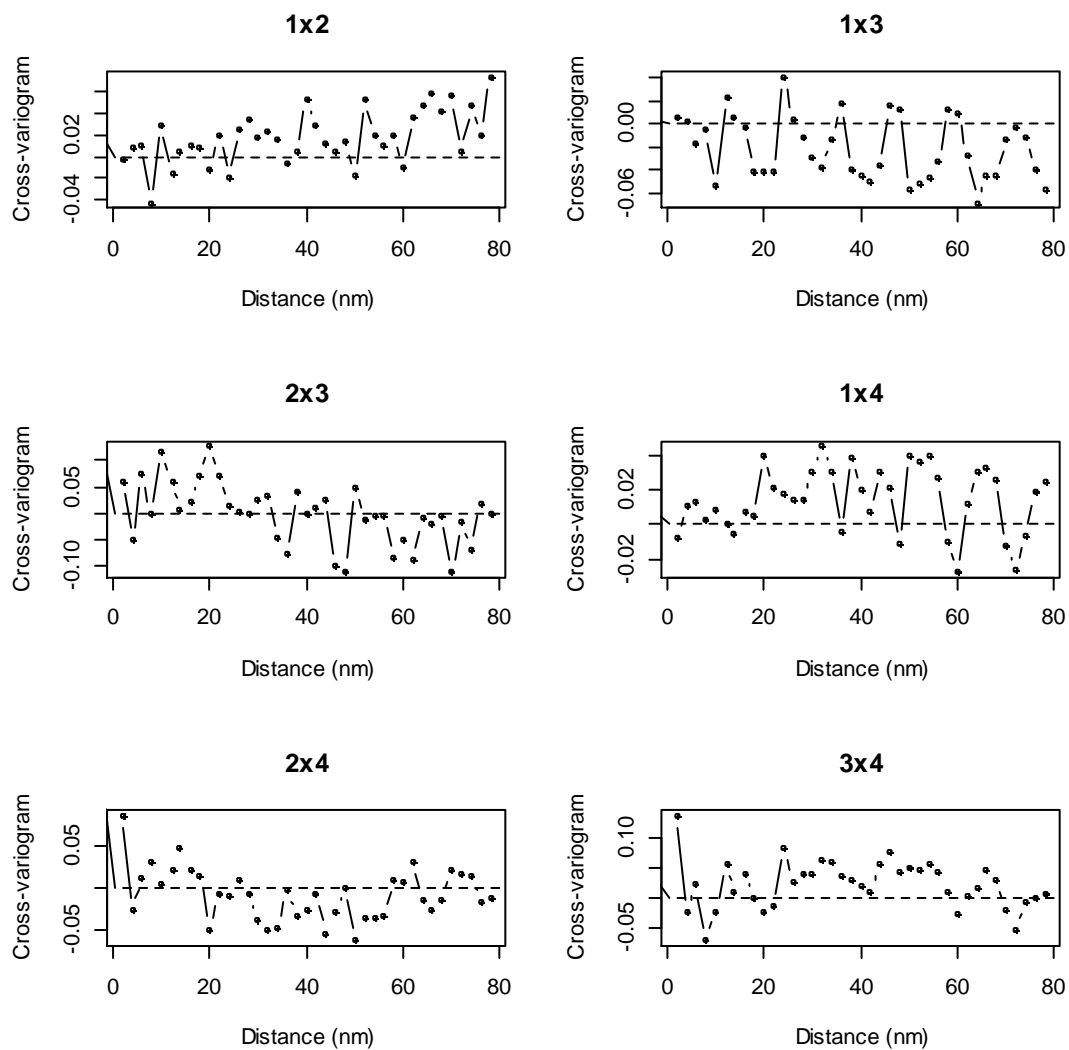 1x2
Cross-variogram
-0.04 0.02
0 20 40 60 80
Distance (nm)
1x3
Cross-variogram
-0.06 0.00
0 20 40 60 80
Distance (nm)
2x3
Cross-variogram
-0.10 0.05
0 20 40 60 80
Distance (nm)
1x4
Cross-variogram
-0.02 0.02
0 20 40 60 80
Distance (nm)
2x4
Cross-variogram
-0.05 0.05
0 20 40 60 80
Distance (nm)
3x4
Cross-variogram
-0.05 0.10
0 20 40 60 80
Distance (nm)